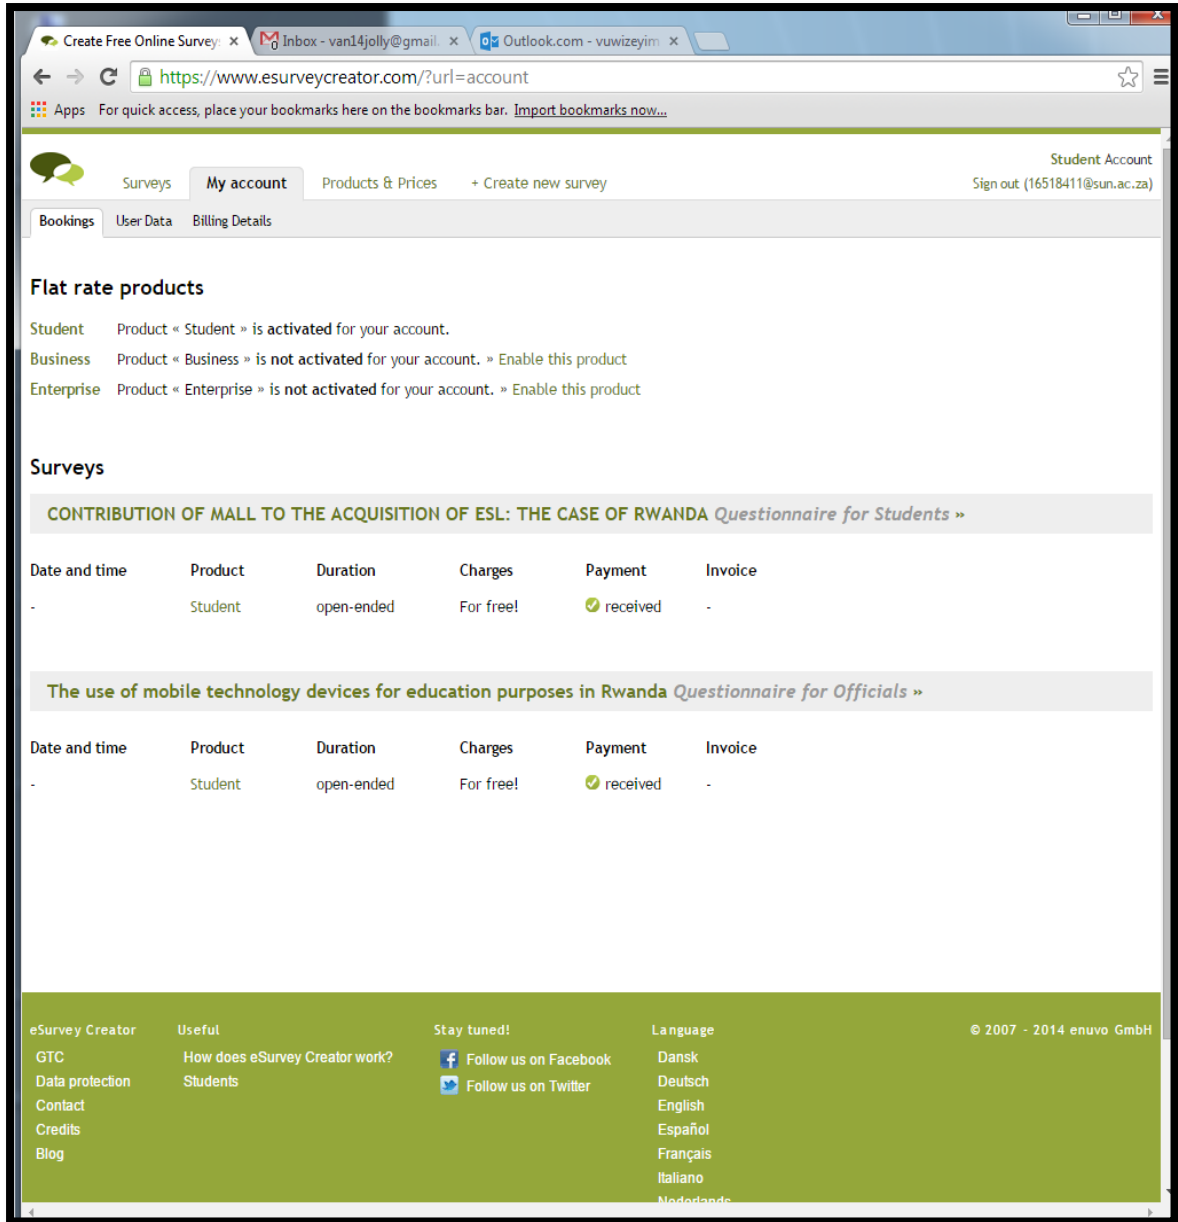 Create Free Online Survey
Inbox - van14jolly@gmail.
Outlook.com - vuwizeyim
https://www.esurveycreator.com/?url=account
Apps For quick access, place your bookmarks here on the bookmarks bar. Import bookmarks now...
Student Account
Surveys My account Products & Prices + Create new survey
Sign out (16518411@sun.ac.za)
Bookings User Data Billing Details
Flat rate products
Student Product « Student » is activated for your account.
Business Product « Business » is not activated for your account. » Enable this product
Enterprise Product « Enterprise » is not activated for your account. » Enable this product
Surveys
CONTRIBUTION OF MALL TO THE ACQUISITION OF ESL: THE CASE OF RWANDA Questionnaire for Students »
Date and time Product Duration Charges Payment Invoice
- Student open-ended For free! received -
The use of mobile technology devices for education purposes in Rwanda Questionnaire for Officials »
Date and time Product Duration Charges Payment Invoice
- Student open-ended For free! received -
eSurvey Creator
GTC
Data protection
Contact
Credits
Blog
Useful
How does eSurvey Creator work?
Students
Stay tuned!
Follow us on Facebook
Follow us on Twitter
Language
Dansk
Deutsch
English
Español
Français
Italiano
Nederlands
© 2007 - 2014 enuvo GmbH